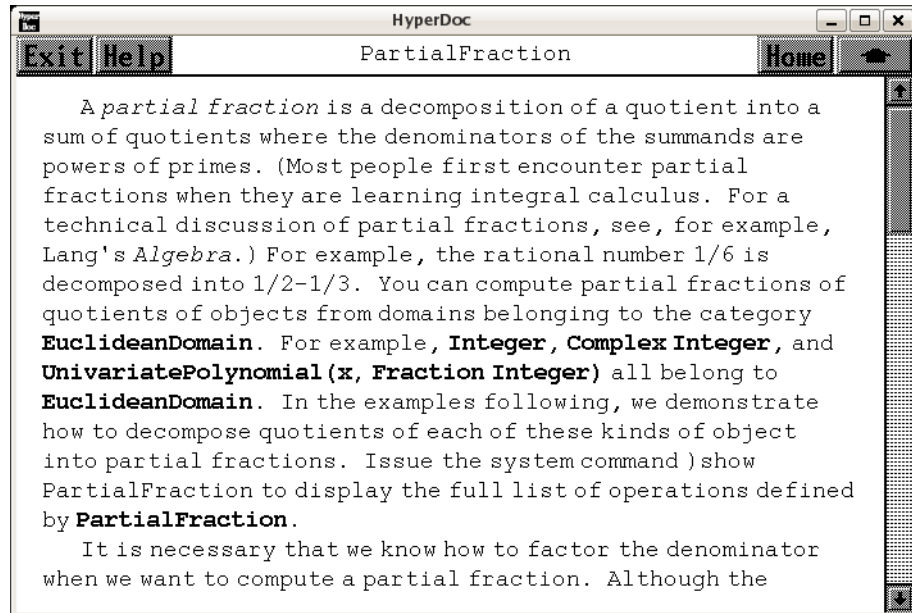 Hyper Doc
HyperDoc
Exit Help PartialFraction Home
A partial fraction is a decomposition of a quotient into a
sum of quotients where the denominators of the summands are
powers of primes. (Most people first encounter partial
fractions when they are learning integral calculus. For a
technical discussion of partial fractions, see, for example,
Lang's Algebra.) For example, the rational number 1/6 is
decomposed into 1/2-1/3. You can compute partial fractions of
quotients of objects from domains belonging to the category
EuclideanDomain. For example, Integer, Complex Integer, and
UnivariatePolynomial(x, Fraction Integer) all belong to
EuclideanDomain. In the examples following, we demonstrate
how to decompose quotients of each of these kinds of object
into partial fractions. Issue the system command )show
PartialFraction to display the full list of operations defined
by PartialFraction.
It is necessary that we know how to factor the denominator
when we want to compute a partial fraction. Although the